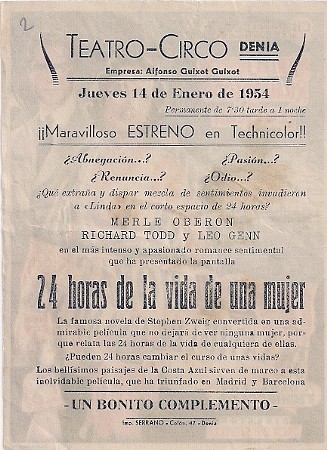 2
TEATRO-CIRCO DENIA
Empresa: Alfonso Guixot Guixot
Jueves 14 de Enero de 1954
Permanente de 7'30 tarde a 1 noche
¡¡Maravilloso ESTRENO en Technicolor!!
¿Abnegación...? ¿Pasión...?
¿Renuncia...? ¿Odio...?
¿Qué extraña y dispar mezcla de sentimientos invadieron
a «Linda» en el corto espacio de 24 horas?
MERLE OBERON
RICHARD TODD y LEO GENN
en el más intenso y apasionado romance sentimental
que ha presentado la pantalla
24 horas de la vida de una mujer
La famosa novela de Stephen Zweig convertida en una ad-
mirable película que no dejará de ver ninguna mujer, por-
que relata las 24 horas de la vida de cualquiera de ellas.
¿Pueden 24 horas cambiar el curso de unas vidas?
Los bellísimos paisajes de la Costa Azul sirven de marco a esta
inolvidable película, que ha triunfado en Madrid y Barcelona
-UN BONITO COMPLEMENTO-
Imp. SERRANO - Colón, 47 - Denia